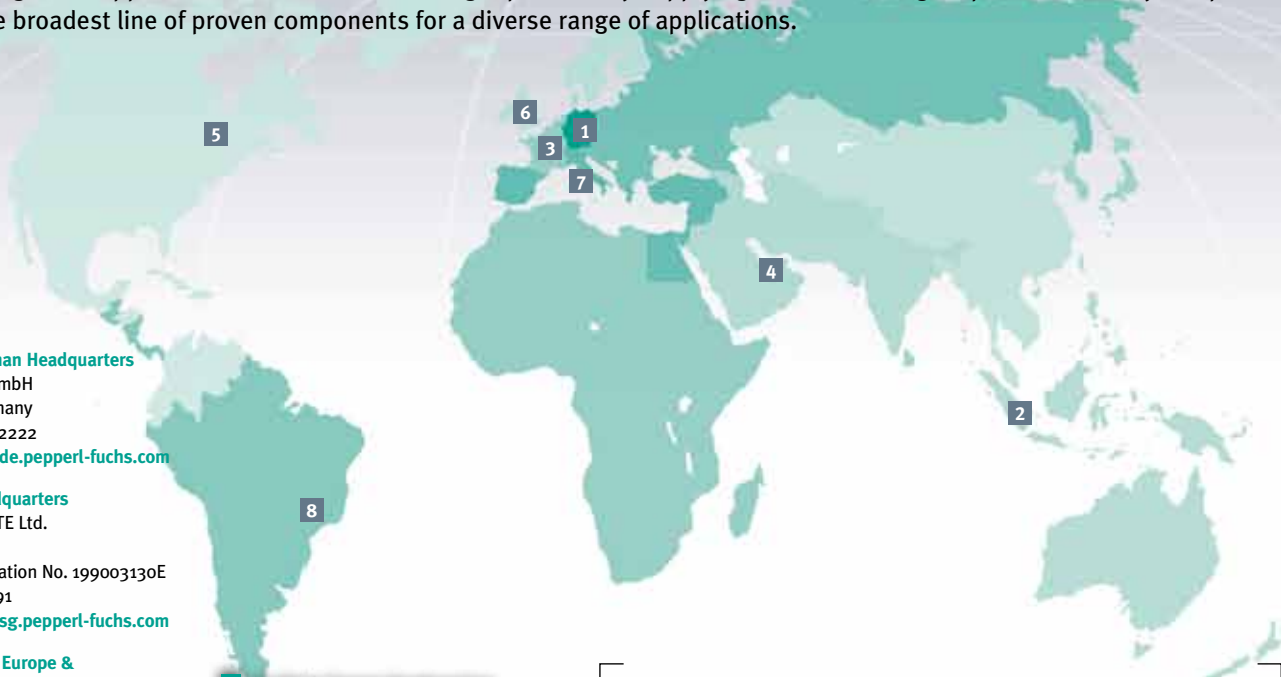 e broadest line of proven components for a diverse range of applications.
6
5
1
3
7
4
2
8
an Headquarters
mbH
many
2222
de.pepperl-fuchs.com
dquarters
TE Ltd.
ation No. 199003130E
91
sg.pepperl-fuchs.com
Europe &